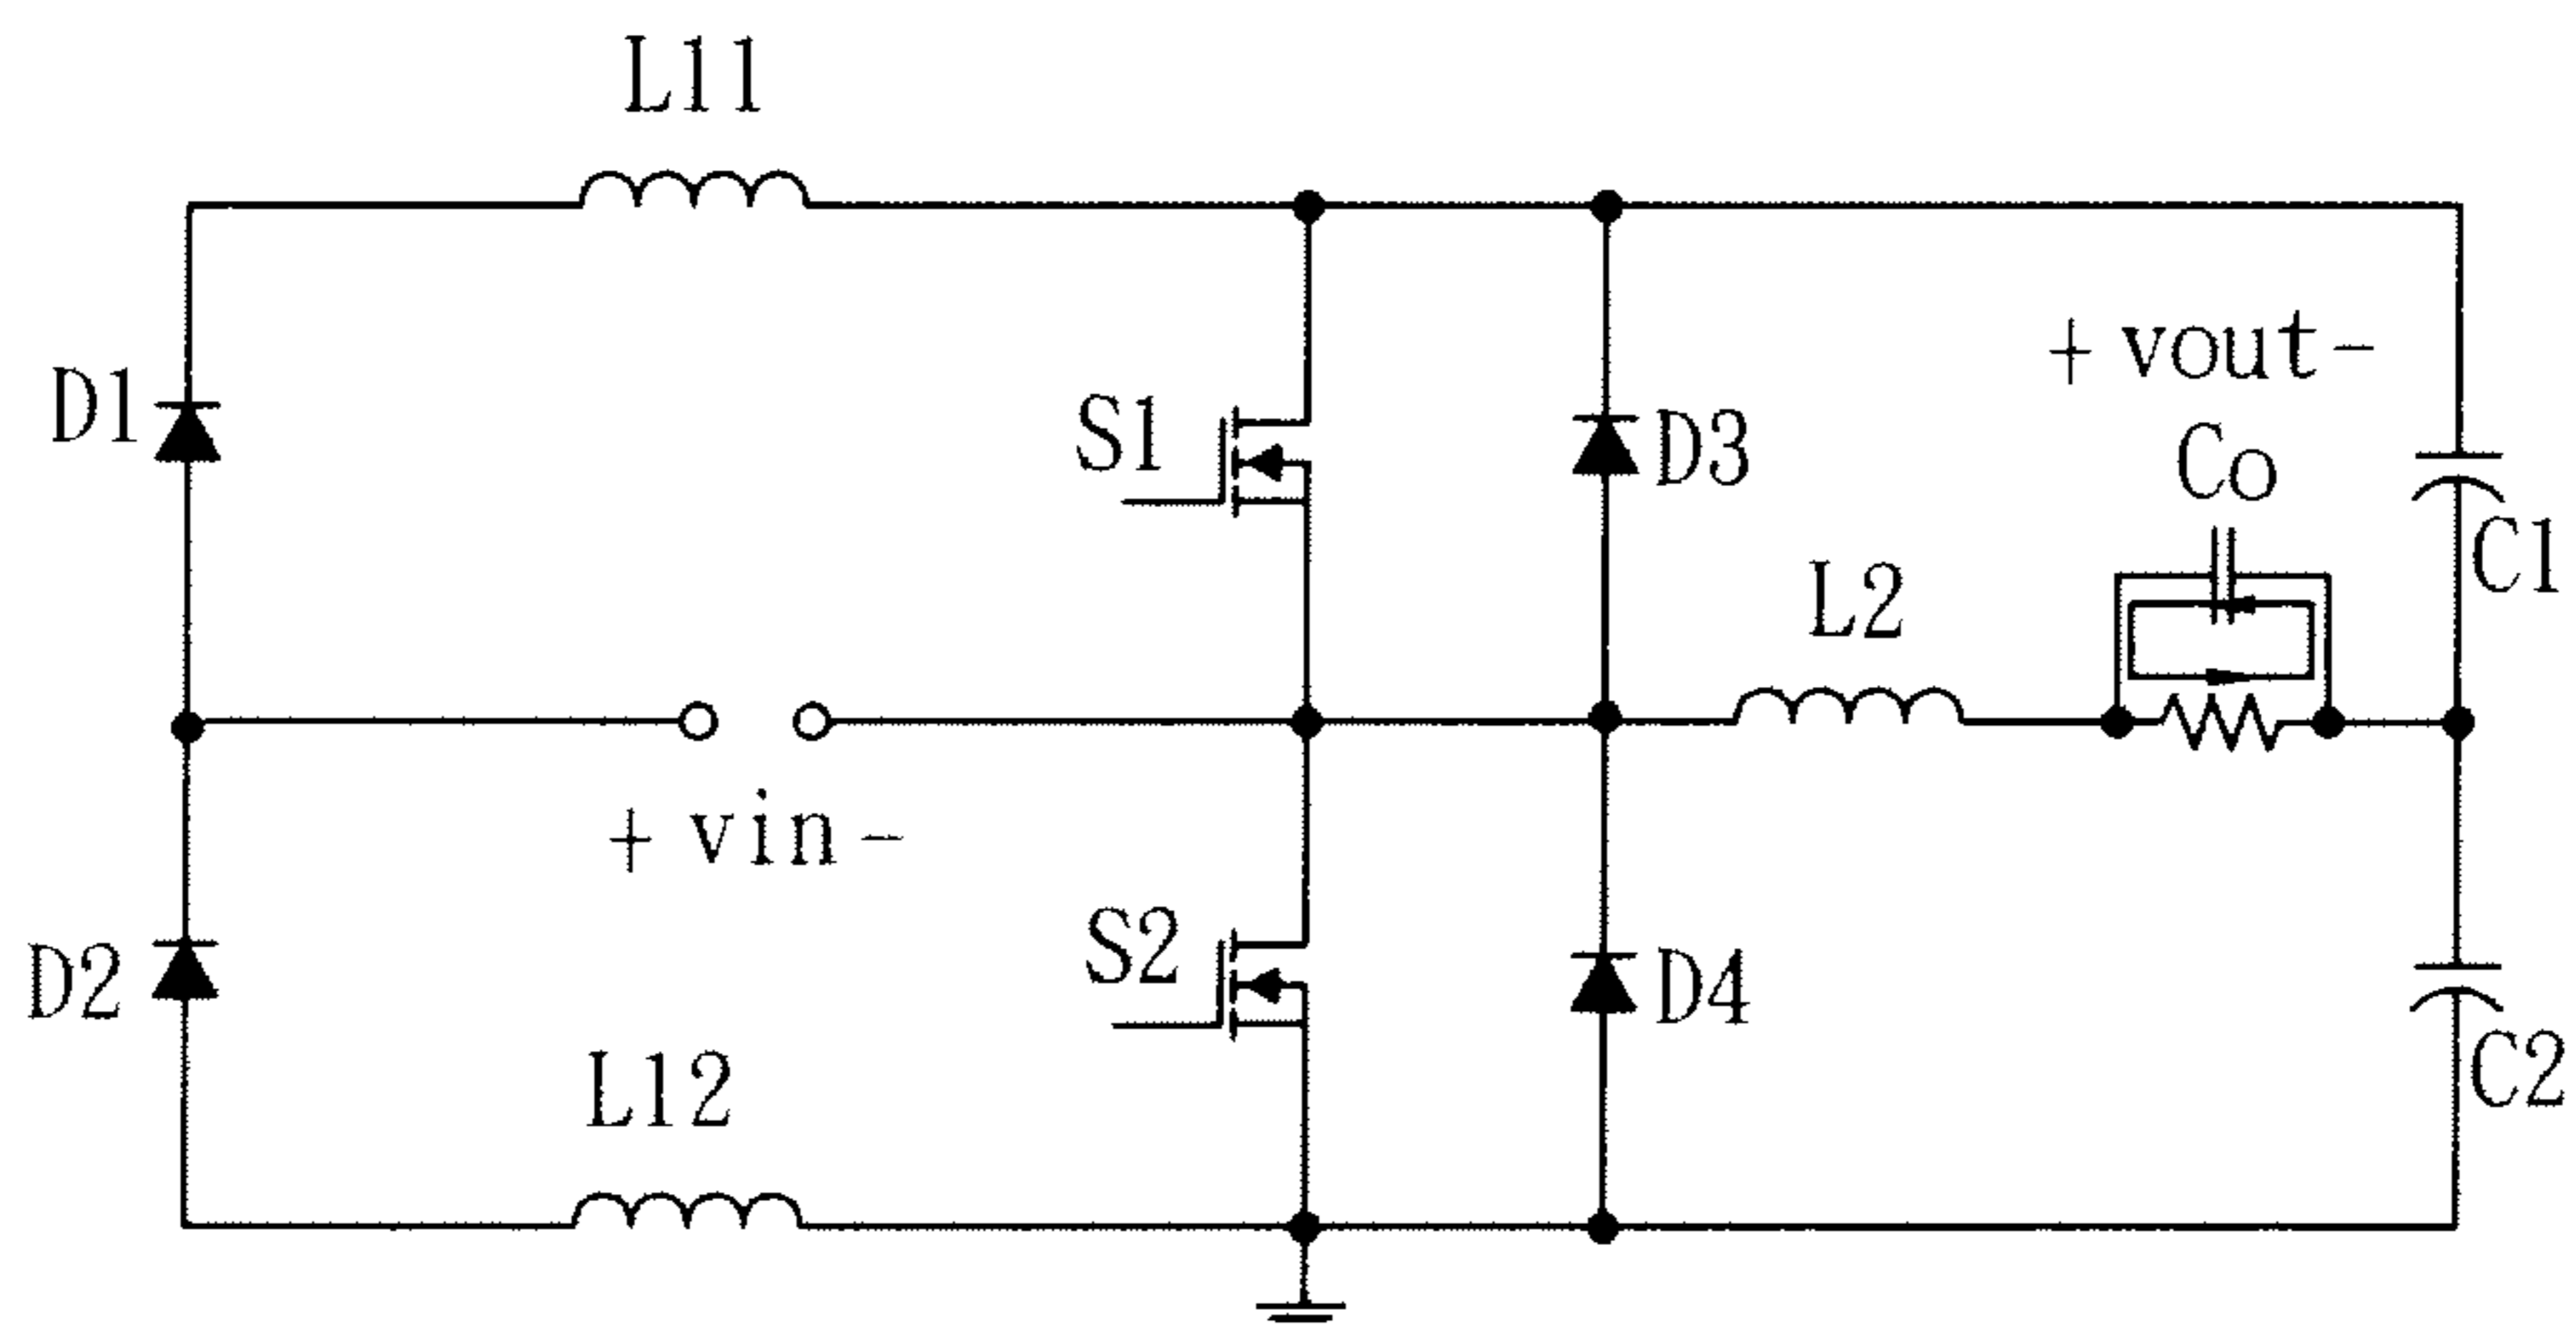 L11
+ vout -
D1
S1
D3
Co
C1
L2
+ vin -
S2
D2
D4
L12
C2